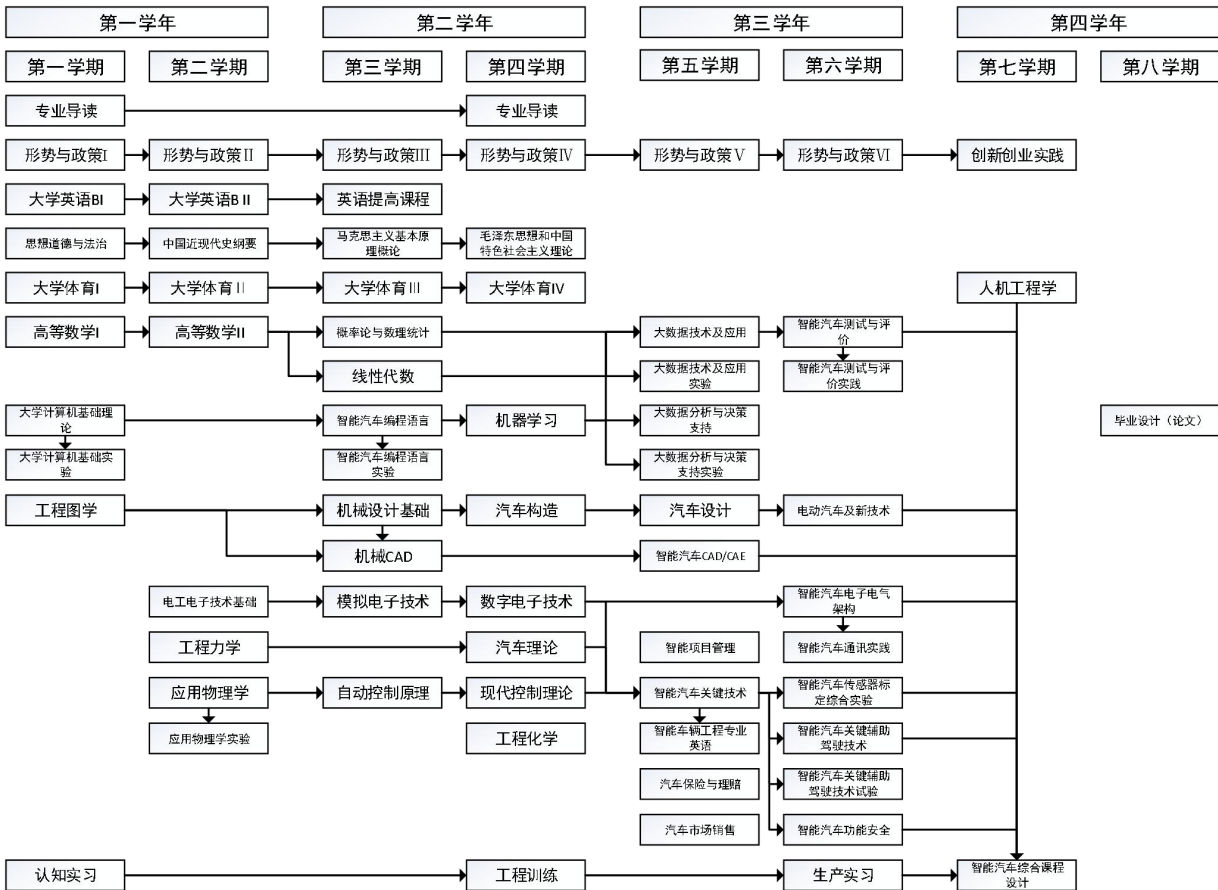 第一学年
第二学年
第三学年
第四学年
第一学期
第二学期
第三学期
第四学期
第五学期
第六学期
第七学期
第八学期
专业导读
专业导读
形势与政策I
形势与政策II
形势与政策III
形势与政策IV
形势与政策V
形势与政策VI
创新创业实践
大学英语BI
大学英语BII
英语提高课程
思想道德与法治
中国近现代史纲要
马克思主义基本原
理概论
毛泽东思想和中国
特色社会主义理论
大学体育I
大学体育II
大学体育III
大学体育IV
人机工程学
高等数学I
高等数学II
概率论与数理统计
大数据技术及应用
智能汽车测试与评
价
线性代数
大数据技术及应用
实验
智能汽车测试与评
价实践
大学计算机基础理
论
智能汽车编程语言
机器学习
大数据分析与决策
支持
毕业设计（论文）
大学计算机基础实
验
智能汽车编程语言
实验
大数据分析与决策
支持实验
工程图学
机械设计基础
汽车构造
汽车设计
电动汽车及新技术
机械CAD
智能汽车CAD/CAE
电工电子技术基础
模拟电子技术
数字电子技术
智能汽车电子电气
架构
工程力学
汽车理论
智能项目管理
智能汽车通讯实践
应用物理学
自动控制原理
现代控制理论
智能汽车关键技术
智能汽车传感器标
定综合实验
应用物理学实验
工程化学
智能车辆工程专业
英语
智能汽车关键辅助
驾驶技术
汽车保险与理赔
智能汽车关键辅助
驾驶技术试验
汽车市场销售
智能汽车功能安全
认知实习
工程训练
生产实习
智能汽车综合课程
设计